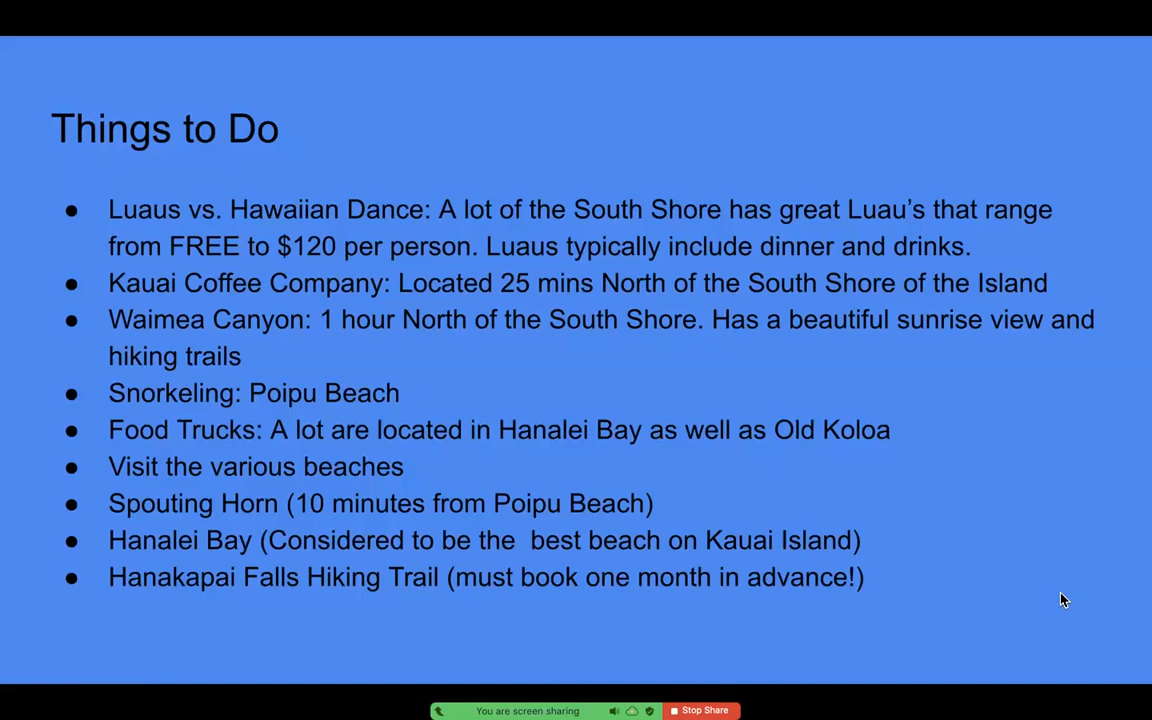 Things to Do
● Luaus vs. Hawaiian Dance: A lot of the South Shore has great Luau’s that range
from FREE to $120 per person. Luaus typically include dinner and drinks.
● Kauai Coffee Company: Located 25 mins North of the South Shore of the Island
● Waimea Canyon: 1 hour North of the South Shore. Has a beautiful sunrise view and
hiking trails
● Snorkeling: Poipu Beach
● Food Trucks: A lot are located in Hanalei Bay as well as Old Koloa
● Visit the various beaches
● Spouting Horn (10 minutes from Poipu Beach)
● Hanalei Bay (Considered to be the  best beach on Kauai Island)
● Hanakapai Falls Hiking Trail (must book one month in advance!)
You are screen sharing
Stop Share